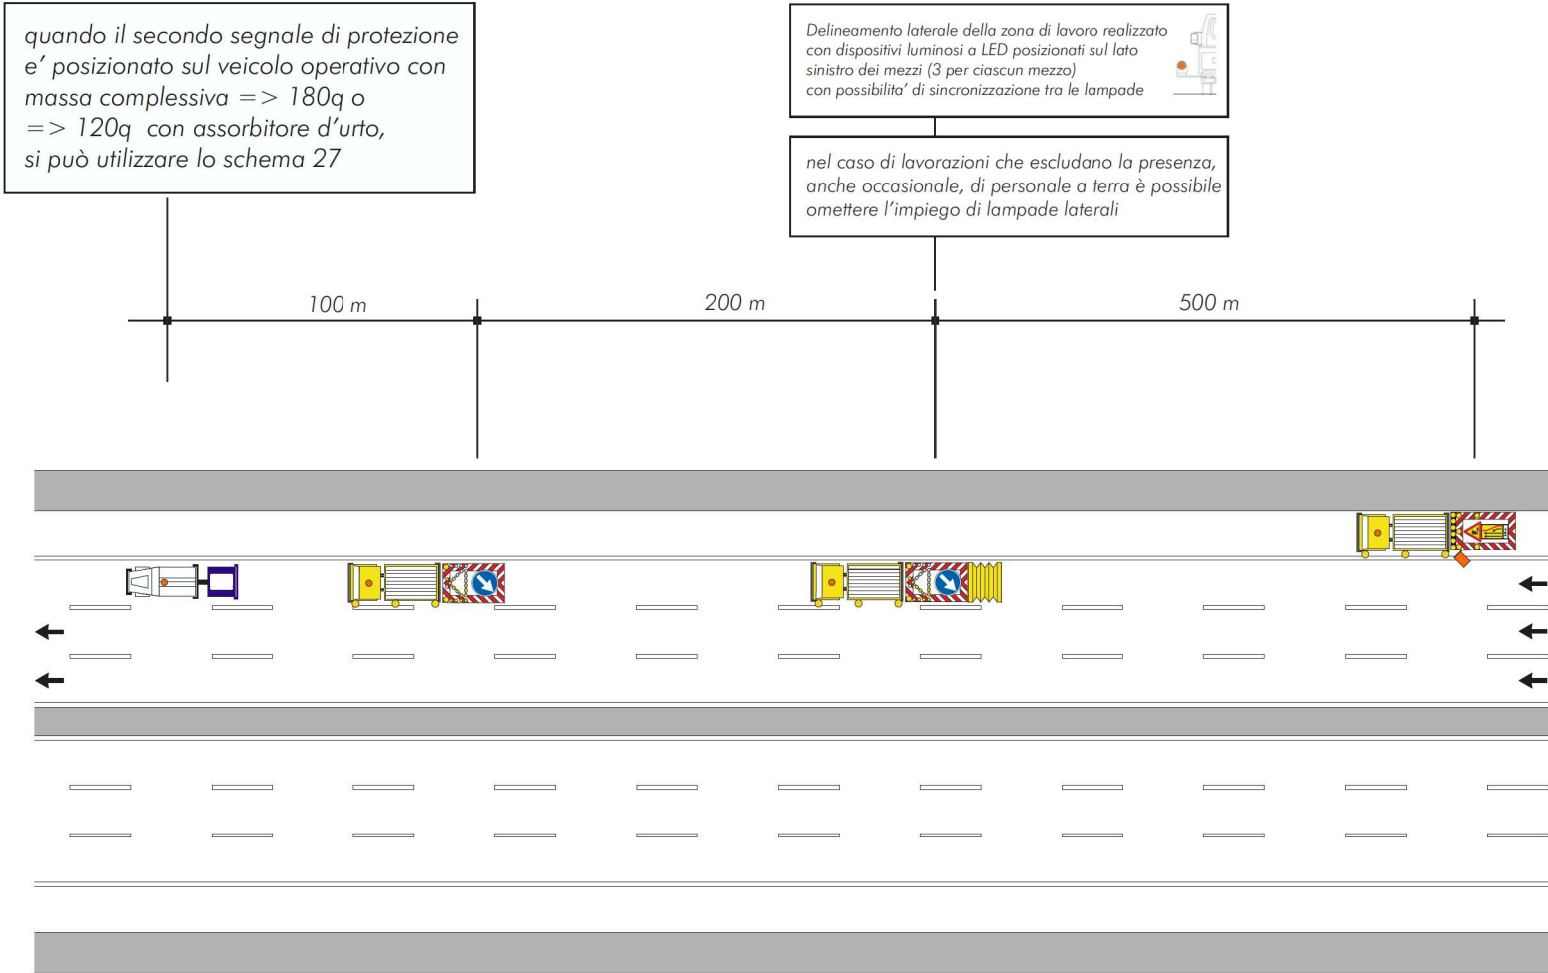 quando il secondo segnale di protezione
e' posizionato sul veicolo operativo con
massa complessiva => 180q o
=> 120q con assorbitore d'urto,
si può utilizzare lo schema 27
Delineamento laterale della zona di lavoro realizzato
con dispositivi luminosi a LED posizionati sul lato
sinistro dei mezzi (3 per ciascun mezzo)
con possibilita' di sincronizzazione tra le lampade
nel caso di lavorazioni che escludano la presenza,
anche occasionale, di personale a terra è possibile
omettere l'impiego di lampade laterali
100 m
200 m
500 m